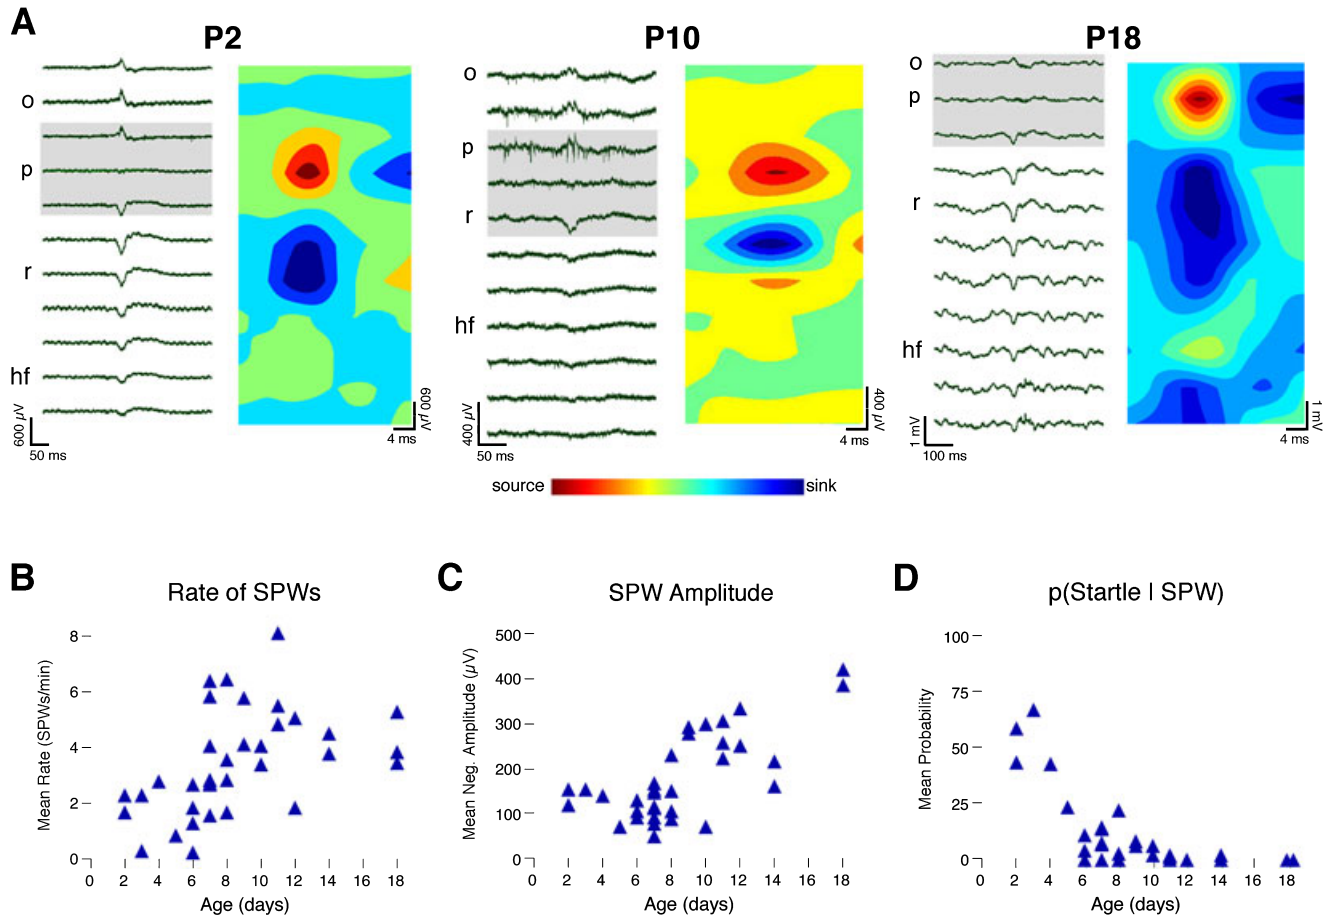 A
P2
P10
P18
o
p
r
hf
600 µV
50 ms
600 µV
4 ms
o
p
r
hf
400 µV
50 ms
400 µV
4 ms
o
p
r
hf
1 mV
100 ms
1 mV
4 ms
source
sink
B
Rate of SPWs
Mean Rate (SPWs/min)
8
6
4
2
0
0 2 4 6 8 10 12 14 16 18
Age (days)
C
SPW Amplitude
Mean Neg. Amplitude (µV)
500
400
300
200
100
0
0 2 4 6 8 10 12 14 16 18
Age (days)
D
p(Startle | SPW)
Mean Probability
100
75
50
25
0
0 2 4 6 8 10 12 14 16 18
Age (days)